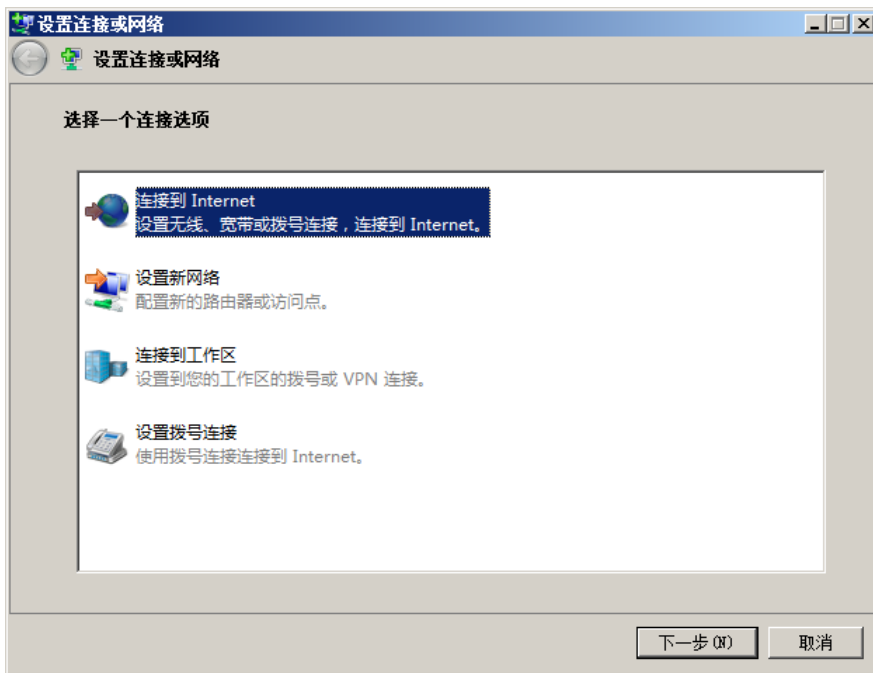 设置连接或网络
设置连接或网络
选择一个连接选项
连接到 Internet
设置无线、宽带或拨号连接，连接到 Internet。
设置新网络
配置新的路由器或访问点。
连接到工作区
设置到您的工作区的拨号或 VPN 连接。
设置拨号连接
使用拨号连接连接到 Internet。
下一步(N) 取消